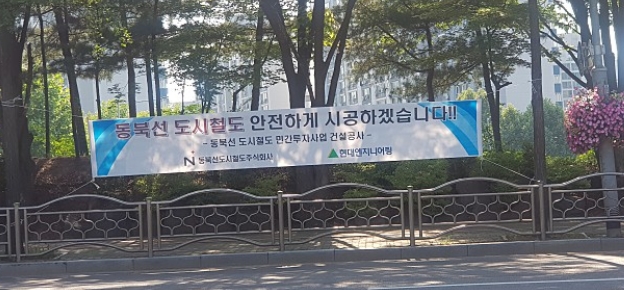 동북선 도시철도 안전하게 시공하겠습니다!!
- 동북선 도시철도 민간투자사업 건설공사 -
동북선도시철도주식회사 현대엔지니어링